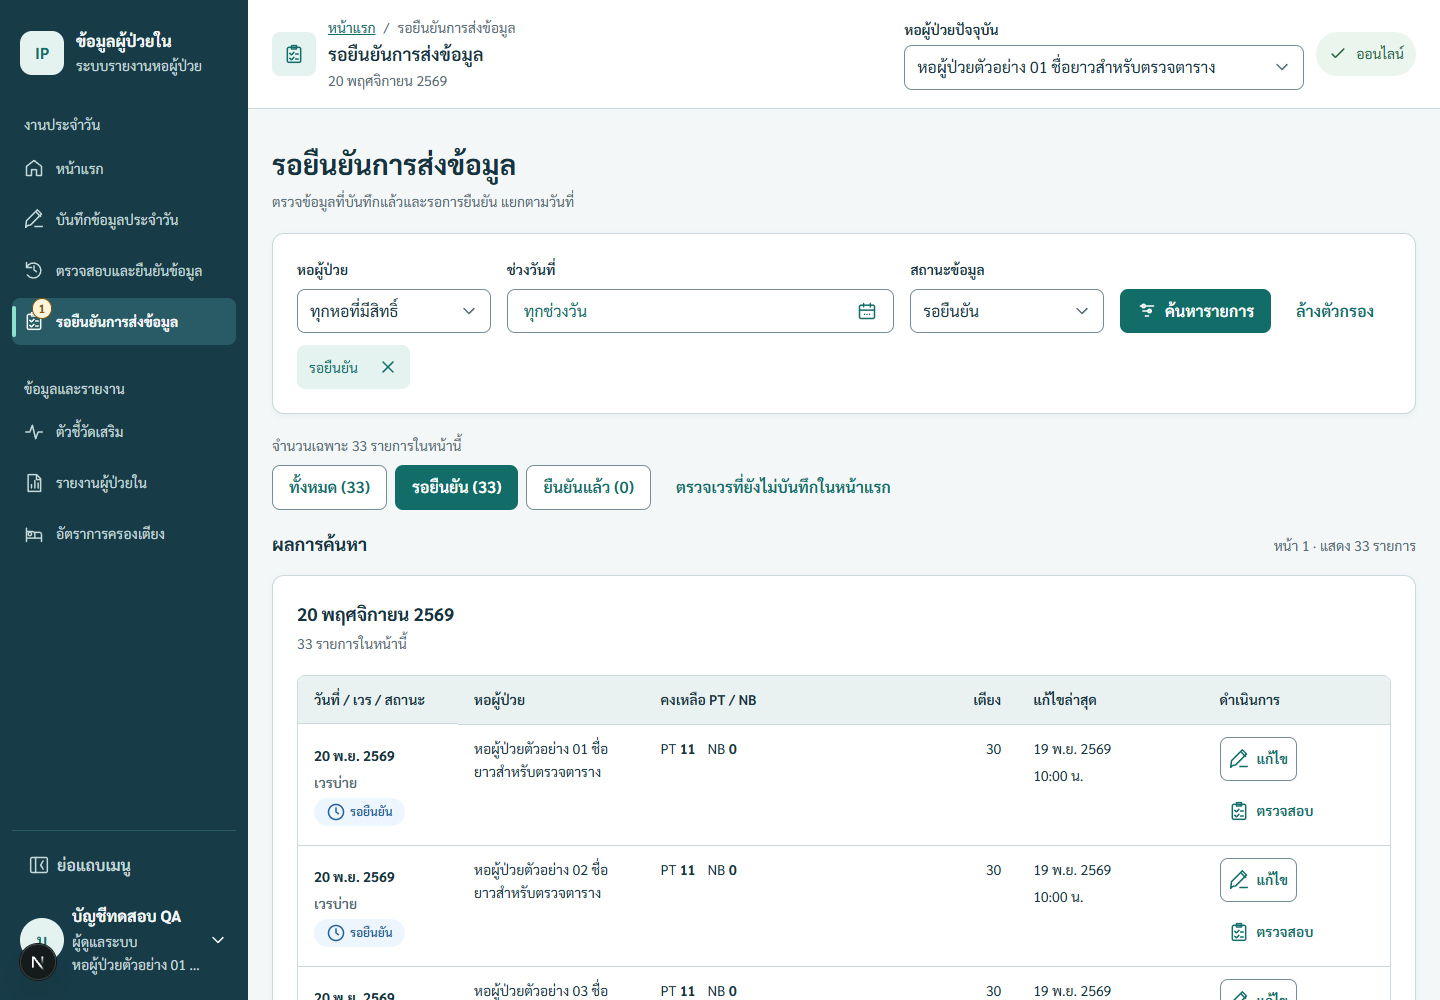 IP
ข้อมูลผู้ป่วยใน
ระบบรายงานหอผู้ป่วย
งานประจำวัน
หน้าแรก
บันทึกข้อมูลประจำวัน
ตรวจสอบและยืนยันข้อมูล
1
รอยืนยันการส่งข้อมูล
ข้อมูลและรายงาน
ตัวชี้วัดเสริม
รายงานผู้ป่วยใน
อัตราการครองเตียง
ย่อแถบเมนู
บัญชีทดสอบ QA
ผู้ดูแลระบบ
หอผู้ป่วยตัวอย่าง 01 ...
N
หน้าแรก / รอยืนยันการส่งข้อมูล
รอยืนยันการส่งข้อมูล
20 พฤศจิกายน 2569
หอผู้ป่วยปัจจุบัน
หอผู้ป่วยตัวอย่าง 01 ชื่อยาวสำหรับตรวจตาราง
ออนไลน์
รอยืนยันการส่งข้อมูล
ตรวจข้อมูลที่บันทึกแล้วและรอการยืนยัน แยกตามวันที่
หอผู้ป่วย ช่วงวันที่ สถานะข้อมูล
ทุกหอที่มีสิทธิ์ ทุกช่วงวัน รอยืนยัน ค้นหารายการ ล้างตัวกรอง
รอยืนยัน
จำนวนเฉพาะ 33 รายการในหน้านี้
ทั้งหมด (33) รอยืนยัน (33) ยืนยันแล้ว (0) ตรวจเวรที่ยังไม่บันทึกในหน้าแรก
ผลการค้นหา
หน้า 1 · แสดง 33 รายการ
20 พฤศจิกายน 2569
33 รายการในหน้านี้
วันที่ / เวร / สถานะ หอผู้ป่วย คงเหลือ PT / NB เตียง แก้ไขล่าสุด ดำเนินการ
20 พ.ย. 2569
เวรบ่าย
รอยืนยัน
หอผู้ป่วยตัวอย่าง 01 ชื่อ
ยาวสำหรับตรวจตาราง
PT 11 NB 0
30
19 พ.ย. 2569
10:00 น.
แก้ไข
ตรวจสอบ
20 พ.ย. 2569
เวรบ่าย
รอยืนยัน
หอผู้ป่วยตัวอย่าง 02 ชื่อ
ยาวสำหรับตรวจตาราง
PT 11 NB 0
30
19 พ.ย. 2569
10:00 น.
แก้ไข
ตรวจสอบ
20 พ.ย. 2569
หอผู้ป่วยตัวอย่าง 03 ชื่อ
PT 11 NB 0
30
19 พ.ย. 2569
แก้ไข